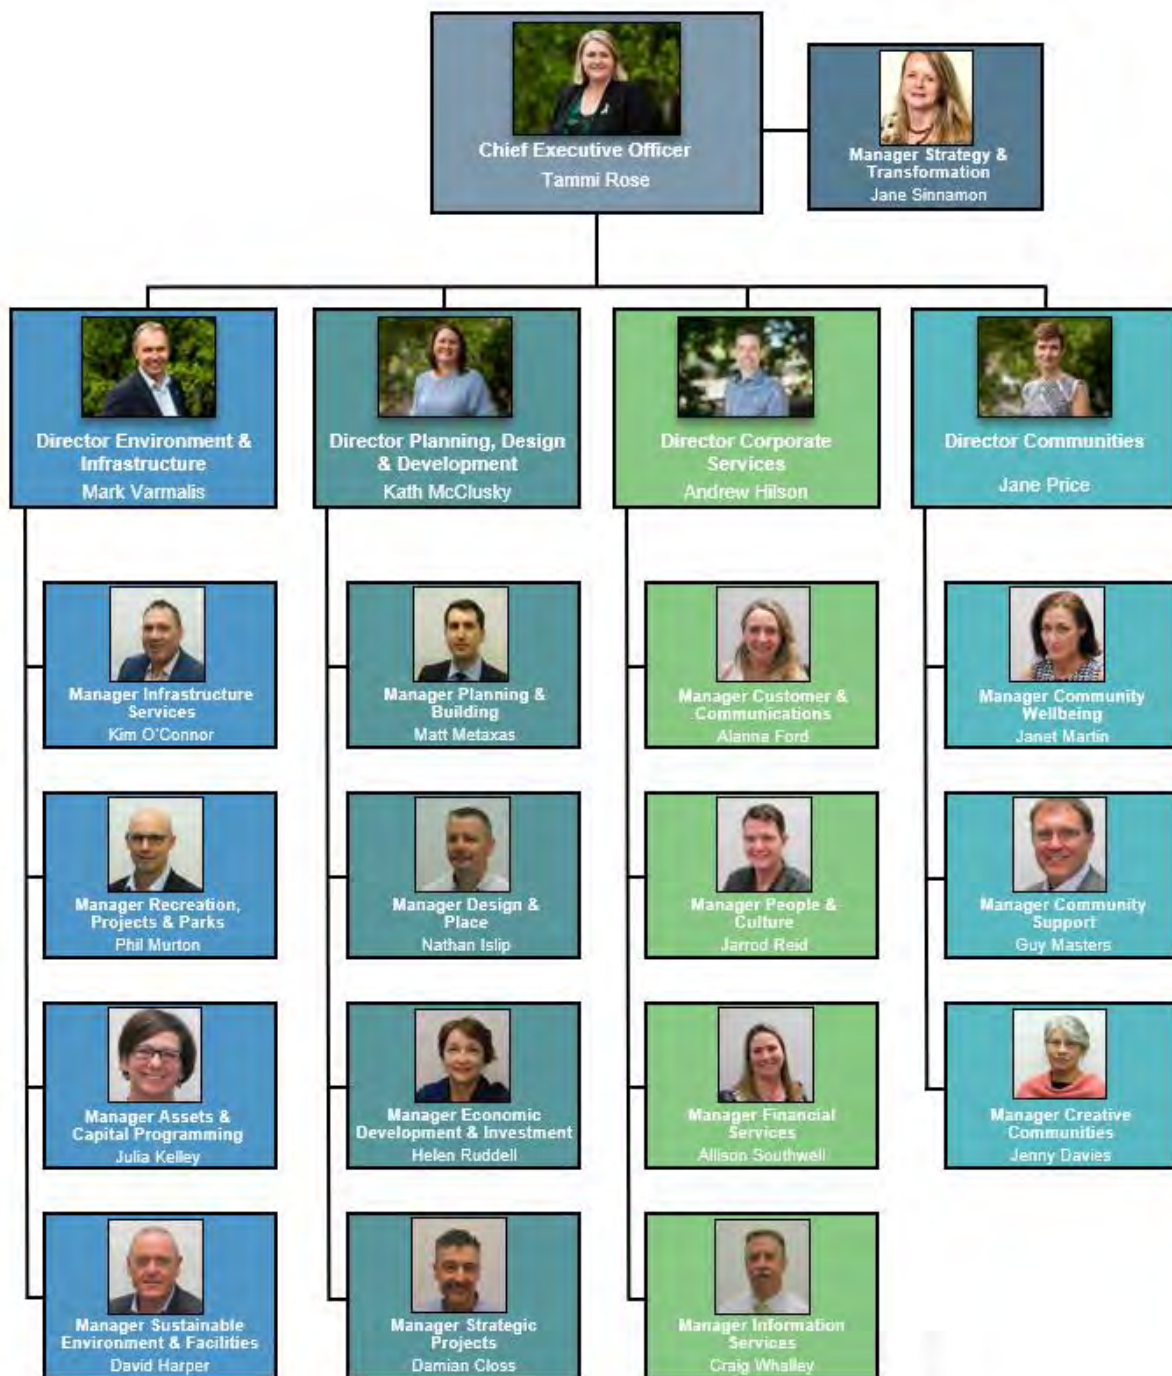 Chief Executive Officer
Tammi Rose
Manager Strategy &
Transformation
Jane Sinnamon
Director Environment &
Infrastructure
Mark Varmalis
Director Planning, Design
& Development
Kath McClusky
Director Corporate
Services
Andrew Hilson
Director Communities
Jane Price
Manager Infrastructure
Services
Kim O'Connor
Manager Planning &
Building
Matt Metaxas
Manager Customer &
Communications
Alanna Ford
Manager Community
Wellbeing
Janet Martin
Manager Recreation,
Projects & Parks
Phil Murton
Manager Design &
Place
Nathan Islip
Manager People &
Culture
Jarrod Reid
Manager Community
Support
Guy Masters
Manager Assets &
Capital Programming
Julia Kelley
Manager Economic
Development & Investment
Helen Ruddell
Manager Financial
Services
Allison Southwell
Manager Creative
Communities
Jenny Davies
Manager Sustainable
Environment & Facilities
David Harper
Manager Strategic
Projects
Damian Closs
Manager Information
Services
Craig Whalley